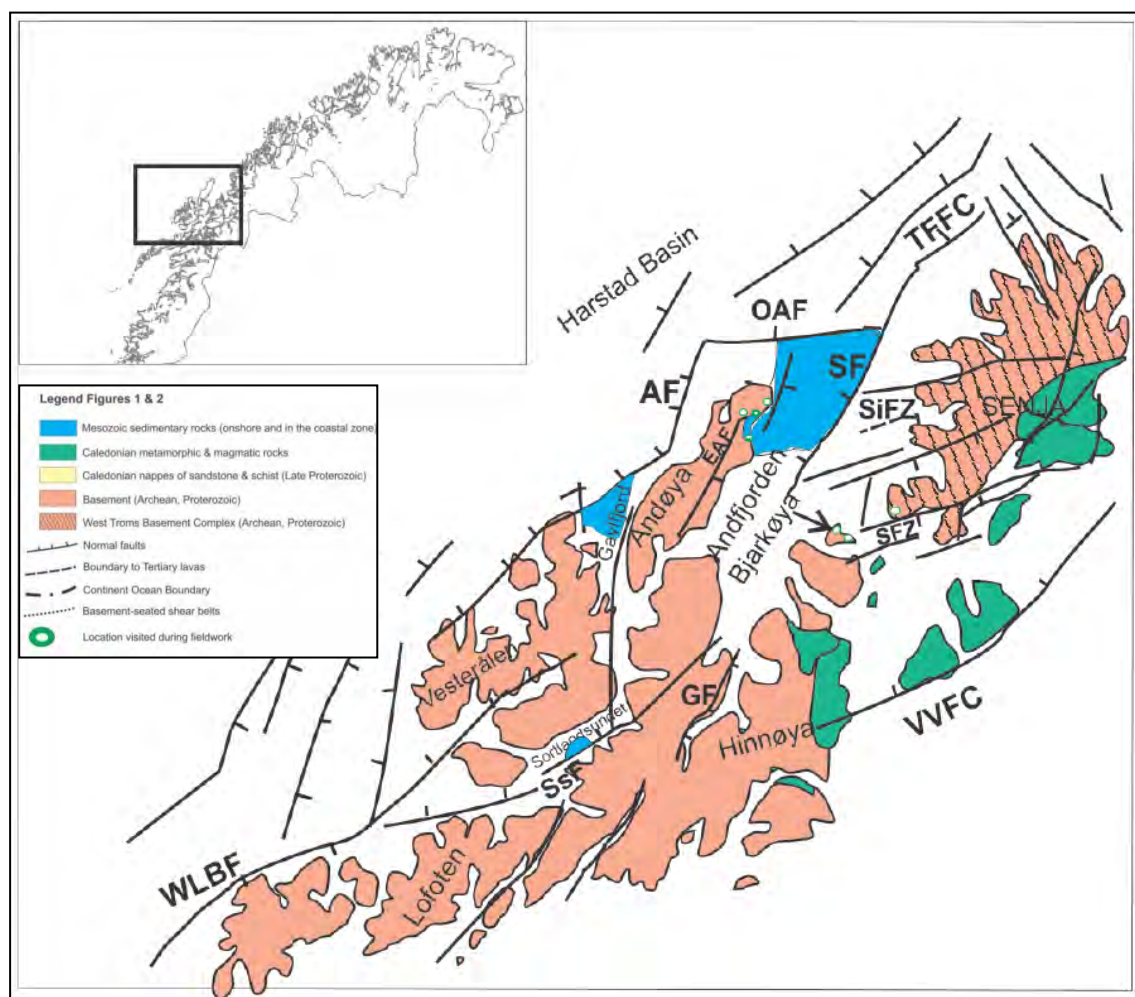 Harstad Basin
TFFC
OAF
AF
SF
SiFZ
SENJA
EAF
Andøya
Andfjorden
Bjarkøya
Gavlfjord
SFZ
Legend Figures 1 & 2
Mesozoic sedimentary rocks (onshore and in the coastal zone)
Caledonian metamorphic & magmatic rocks
Caledonian nappes of sandstone & schist (Late Proterozoic)
Basement (Archean, Proterozoic)
West Troms Basement Complex (Archean, Proterozoic)
Normal faults
Boundary to Tertiary lavas
Continent Ocean Boundary
Basement-seated shear belts
Location visited during fieldwork
Vesterålen
GF
Hinnøya
VVFC
Sortlandsundet
SsF
WLBF
Lofoten